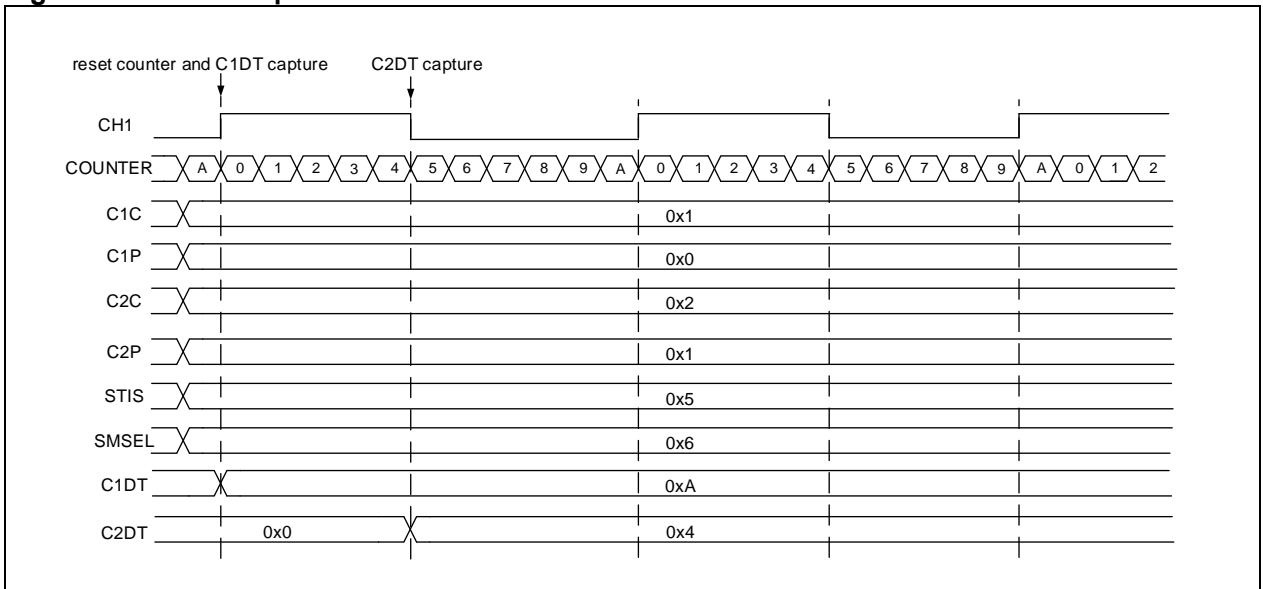 reset counter and C1DT capture C2DT capture
CH1
COUNTER A 0 1 2 3 4 5 6 7 8 9 A 0 1 2 3 4 5 6 7 8 9 A 0 1 2
C1C 0x1
C1P 0x0
C2C 0x2
C2P 0x1
STIS 0x5
SMSEL 0x6
C1DT 0xA
C2DT 0x0 0x4